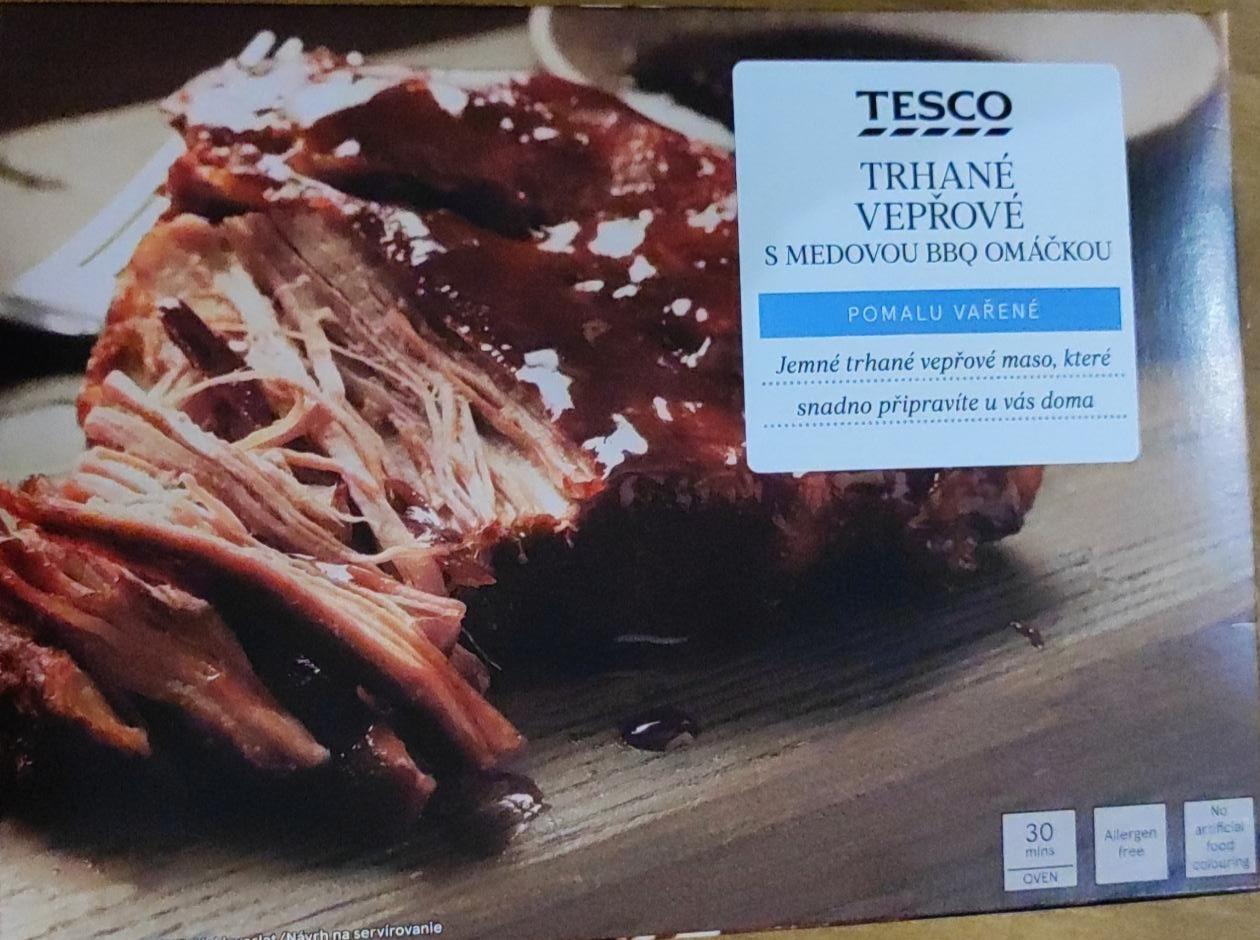 TESCO
TRHANÉ
VEPŘOVÉ
S MEDOVOU BBQ OMÁČKOU
POMALU VAŘENÉ
Jemné trhané vepřové maso, které
snadno připravíte u vás doma
30
mins
OVEN
Allergen
free
No
artificial
food
colouring
/Návrh na servírovanie